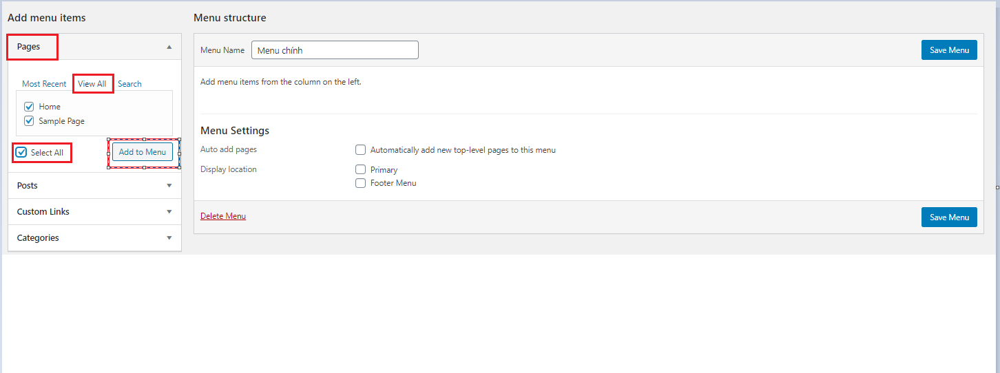 Add menu items
Pages
Most Recent View All Search
Home
Sample Page
Select All Add to Menu
Posts
Custom Links
Categories
Menu structure
Menu Name Menu chính Save Menu
Add menu items from the column on the left.
Menu Settings
Auto add pages Automatically add new top-level pages to this menu
Display location Primary
Footer Menu
Delete Menu Save Menu